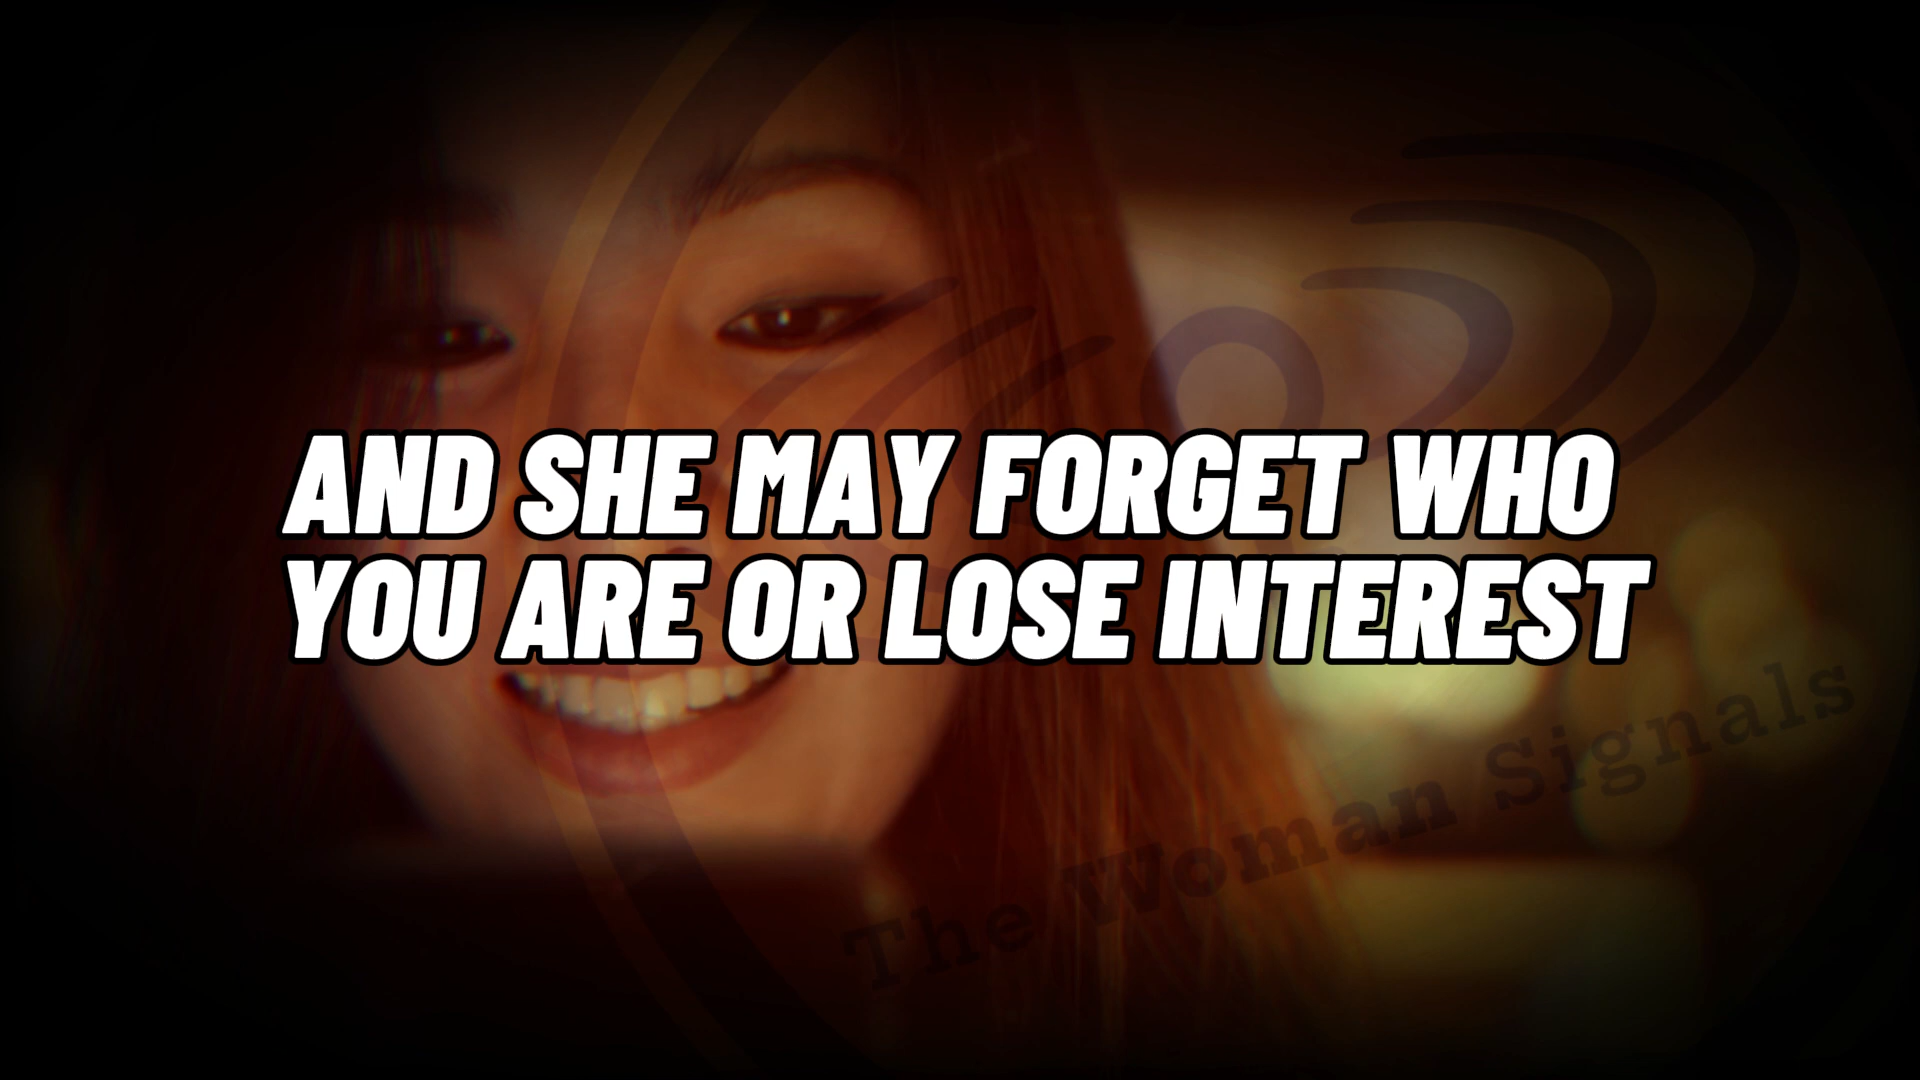 AND SHE MAY FORGET WHO
YOU ARE OR LOSE INTEREST
The Woman Signals